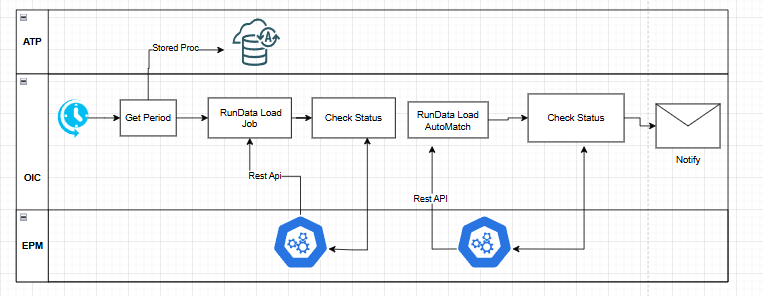 ATP
Stored Proc
A
OIC
Get Period
RunData Load
Job
Check Status
RunData Load
AutoMatch
Check Status
Notify
Rest Api
Rest API
EPM